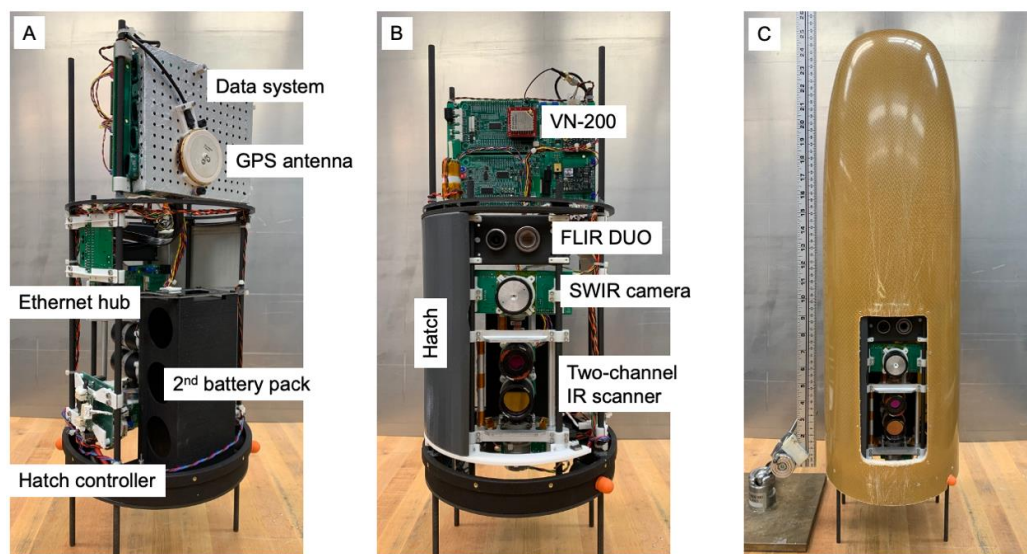 A
Data system
GPS antenna
Ethernet hub
2nd battery pack
Hatch controller
B
VN-200
FLIR DUO
SWIR camera
Hatch
Two-channel
IR scanner
C